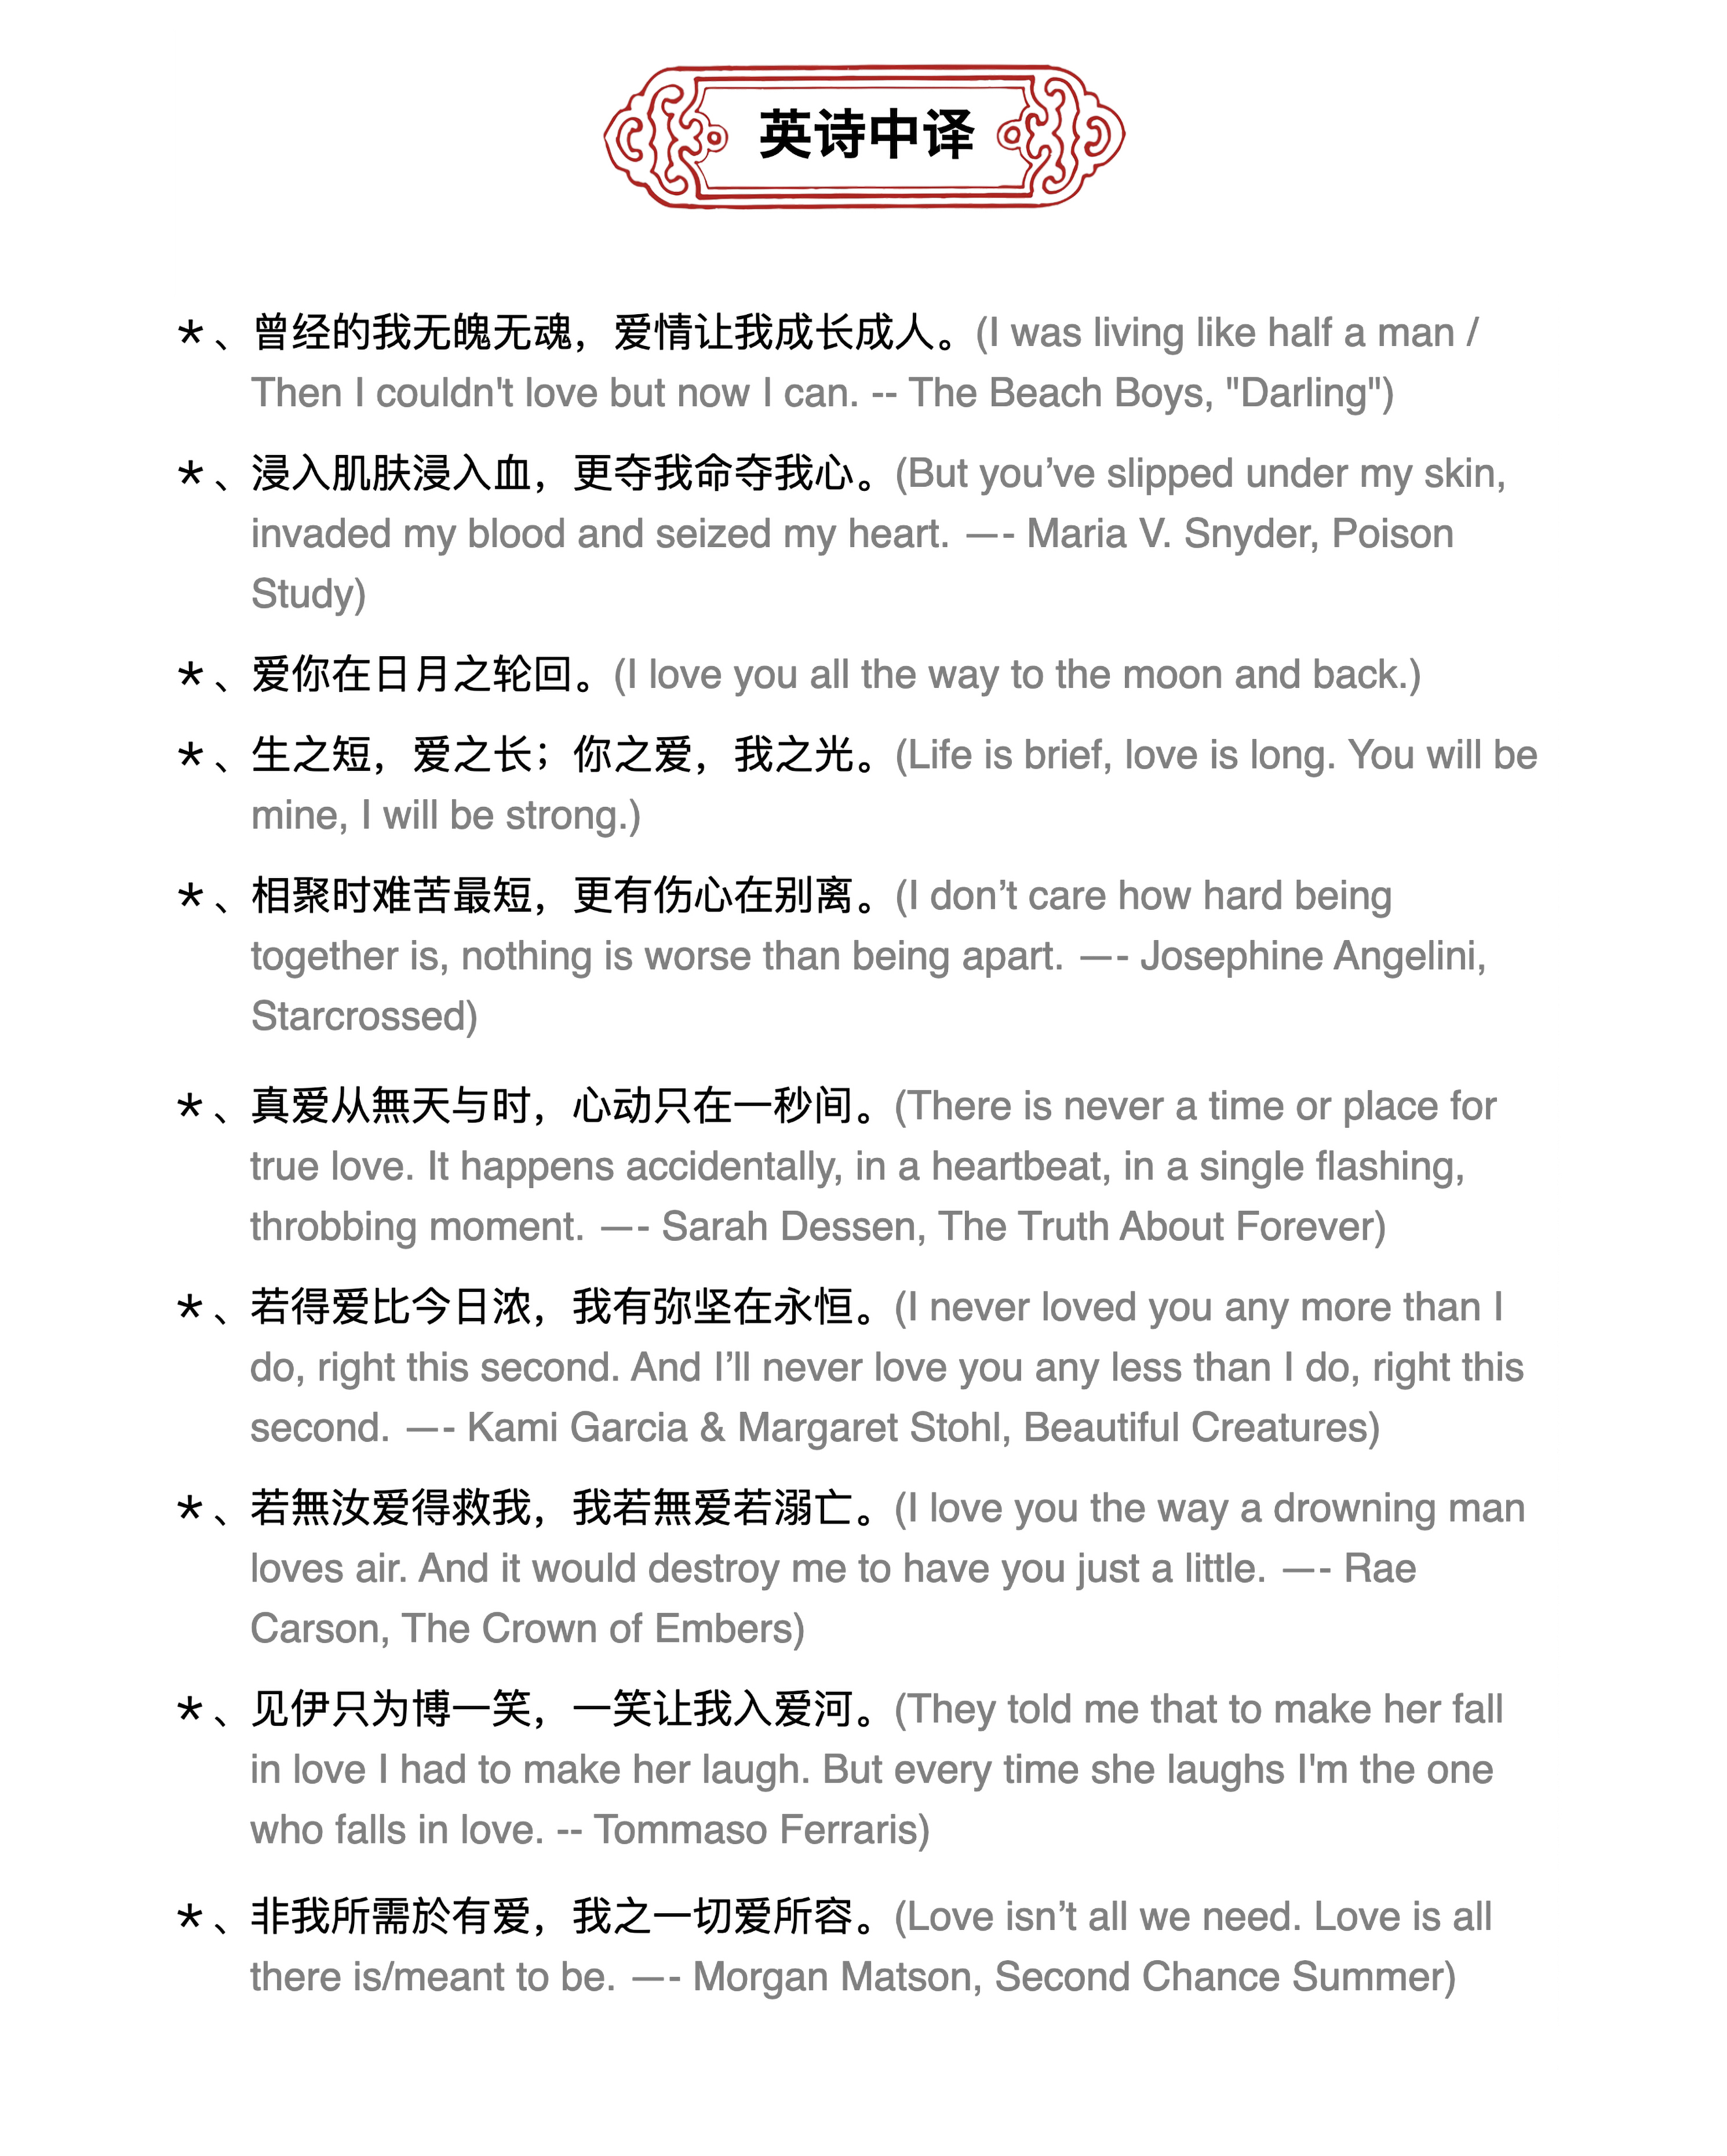 英诗中译
*、曾经的我无魄无魂，爱情让我成长成人。(I was living like half a man /
Then I couldn't love but now I can. -- The Beach Boys, "Darling")
*、浸入肌肤浸入血，更夺我命夺我心。(But you’ve slipped under my skin,
invaded my blood and seized my heart. —- Maria V. Snyder, Poison
Study)
*、爱你在日月之轮回。(I love you all the way to the moon and back.)
*、生之短，爱之长；你之爱，我之光。(Life is brief, love is long. You will be
mine, I will be strong.)
*、相聚时难苦最短，更有伤心在别离。(I don’t care how hard being
together is, nothing is worse than being apart. —- Josephine Angelini,
Starcrossed)
*、真爱从無天与时，心动只在一秒间。(There is never a time or place for
true love. It happens accidentally, in a heartbeat, in a single flashing,
throbbing moment. —- Sarah Dessen, The Truth About Forever)
*、若得爱比今日浓，我有弥坚在永恒。(I never loved you any more than I
do, right this second. And I’ll never love you any less than I do, right this
second. —- Kami Garcia & Margaret Stohl, Beautiful Creatures)
*、若無汝爱得救我，我若無爱若溺亡。(I love you the way a drowning man
loves air. And it would destroy me to have you just a little. —- Rae
Carson, The Crown of Embers)
*、见伊只为博一笑，一笑让我入爱河。(They told me that to make her fall
in love I had to make her laugh. But every time she laughs I'm the one
who falls in love. -- Tommaso Ferraris)
*、非我所需於有爱，我之一切爱所容。(Love isn’t all we need. Love is all
there is/meant to be. —- Morgan Matson, Second Chance Summer)